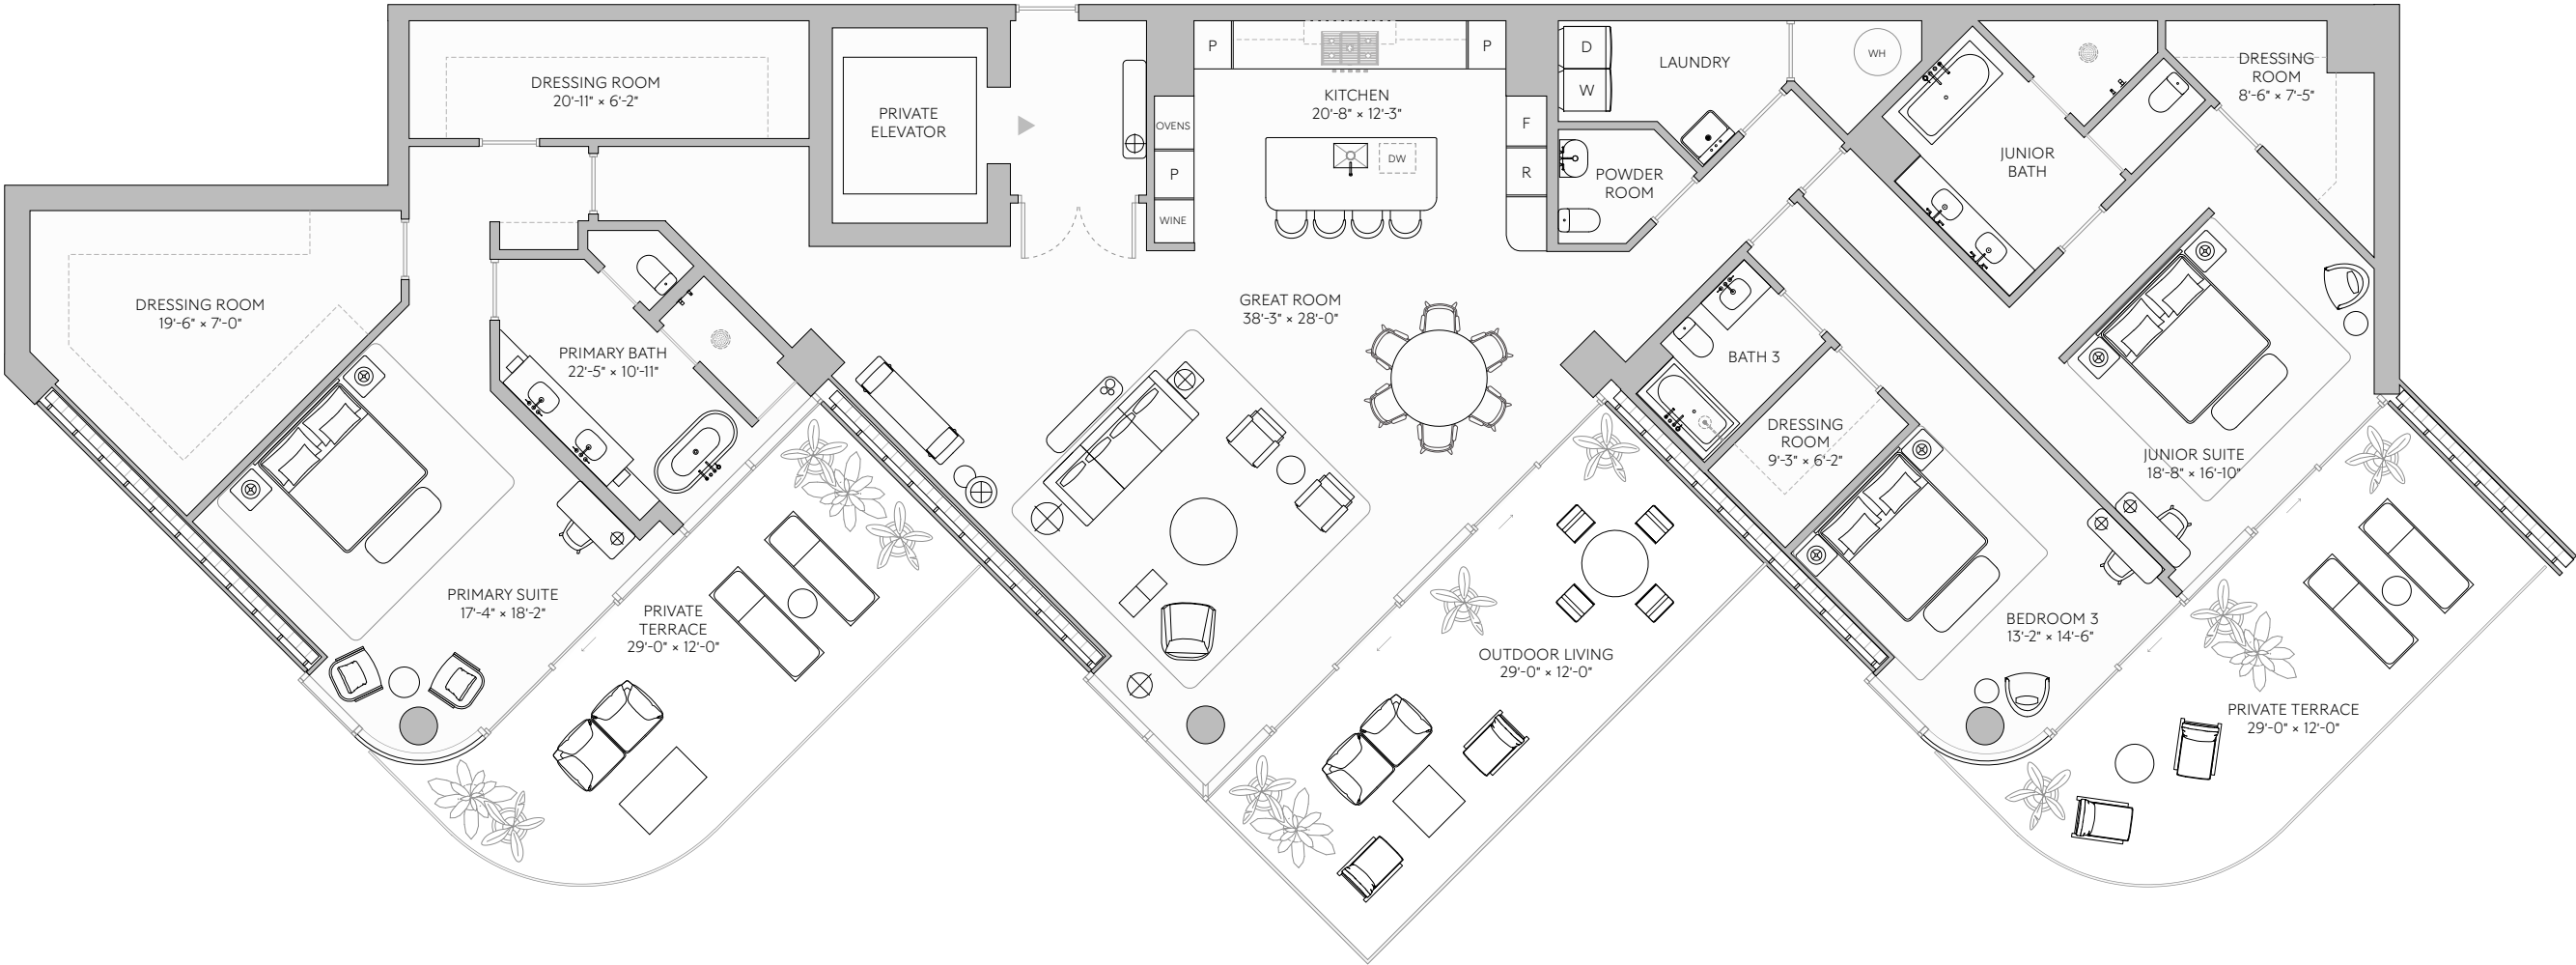 DRESSING ROOM
20'-11" × 6'-2"
PRIVATE
ELEVATOR
P
P
KITCHEN
20'-8" × 12'-3"
OVENS
P
WINE
DW
F
R
D
W
LAUNDRY
WH
POWDER
ROOM
JUNIOR
BATH
DRESSING
ROOM
8'-6" × 7'-5"
DRESSING ROOM
19'-6" × 7'-0"
PRIMARY BATH
22'-5" × 10'-11"
GREAT ROOM
38'-3" × 28'-0"
BATH 3
DRESSING
ROOM
9'-3" × 6'-2"
JUNIOR SUITE
18'-8" × 16'-10"
PRIMARY SUITE
17'-4" × 18'-2"
PRIVATE
TERRACE
29'-0" × 12'-0"
OUTDOOR LIVING
29'-0" × 12'-0"
BEDROOM 3
13'-2" × 14'-6"
PRIVATE TERRACE
29'-0" × 12'-0"